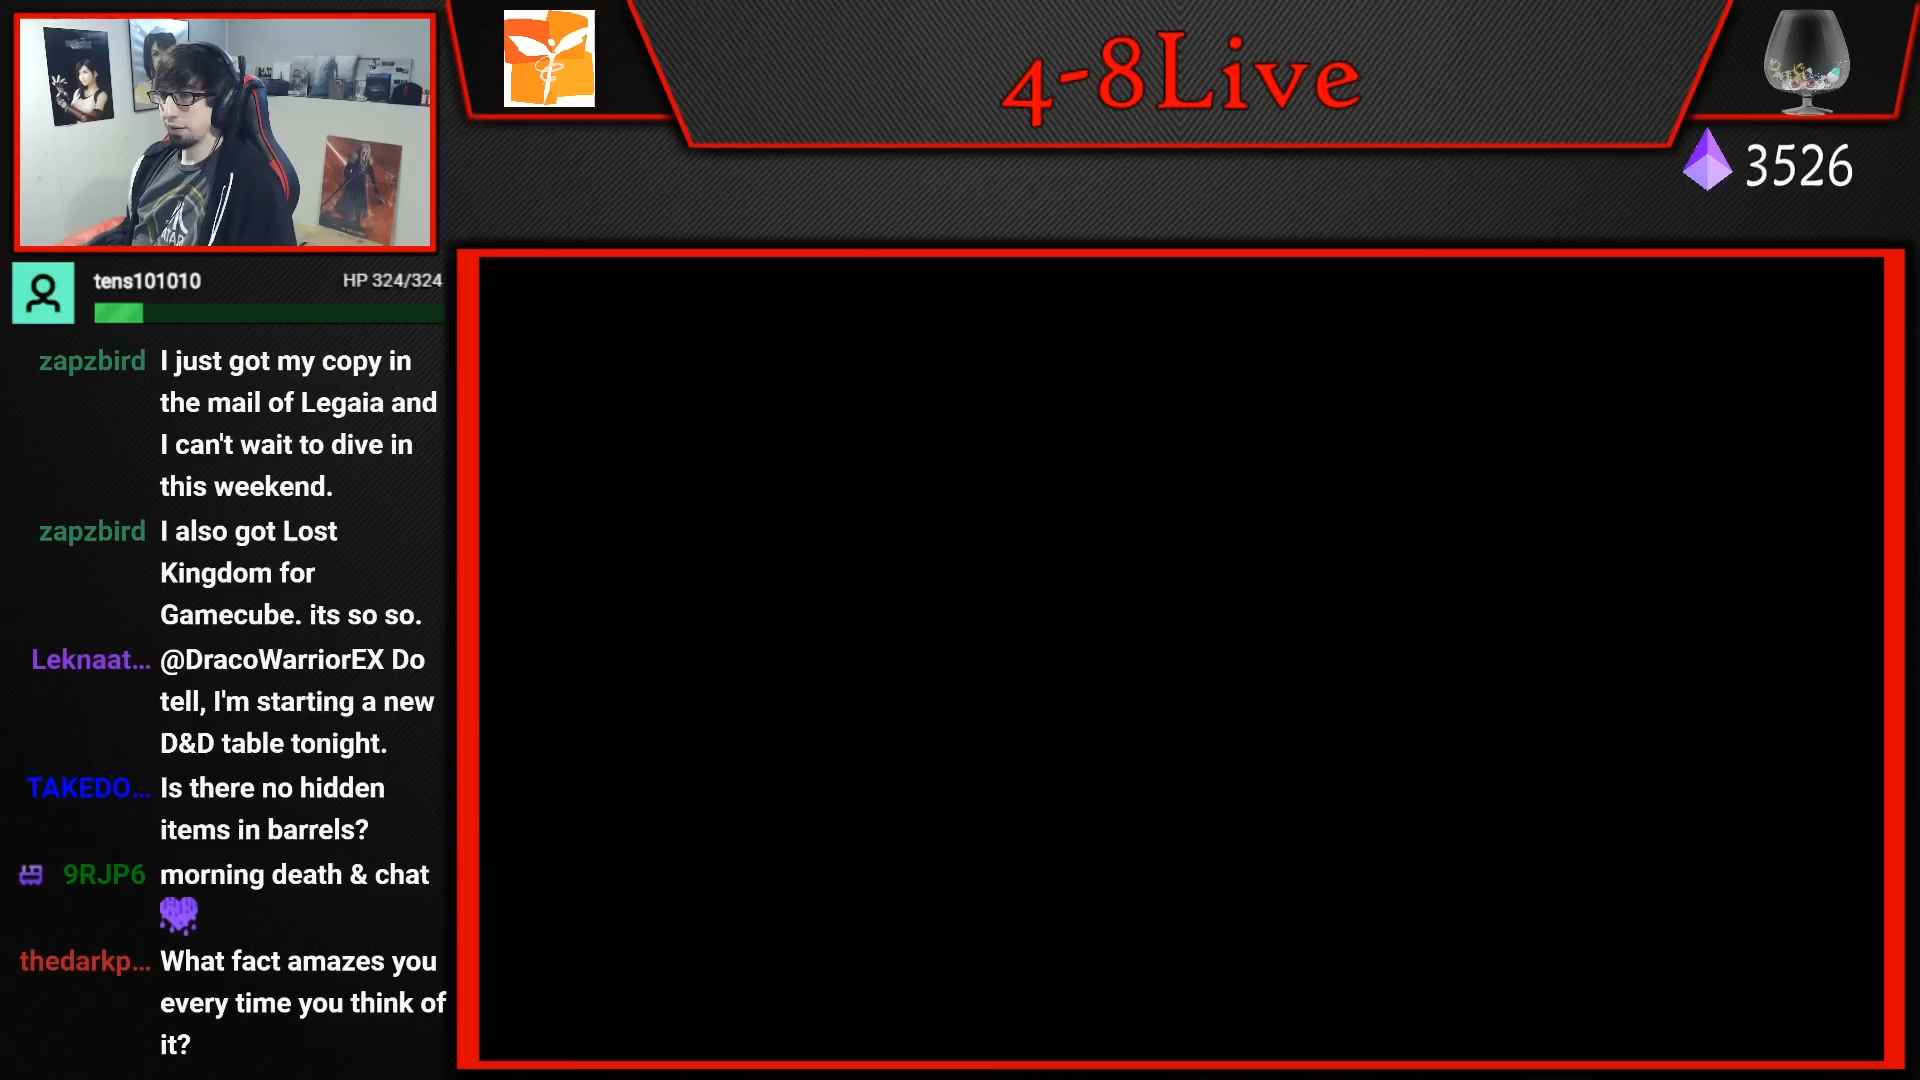 4-8Live
3526
ATARI
tens101010 HP 324/324
zapzbird I just got my copy in
the mail of Legaia and
I can't wait to dive in
this weekend.
zapzbird I also got Lost
Kingdom for
Gamecube. its so so.
Leknaat... @DracoWarriorEX Do
tell, I'm starting a new
D&D table tonight.
TAKEDO... Is there no hidden
items in barrels?
9RJP6 morning death & chat
thedarkp... What fact amazes you
every time you think of
it?